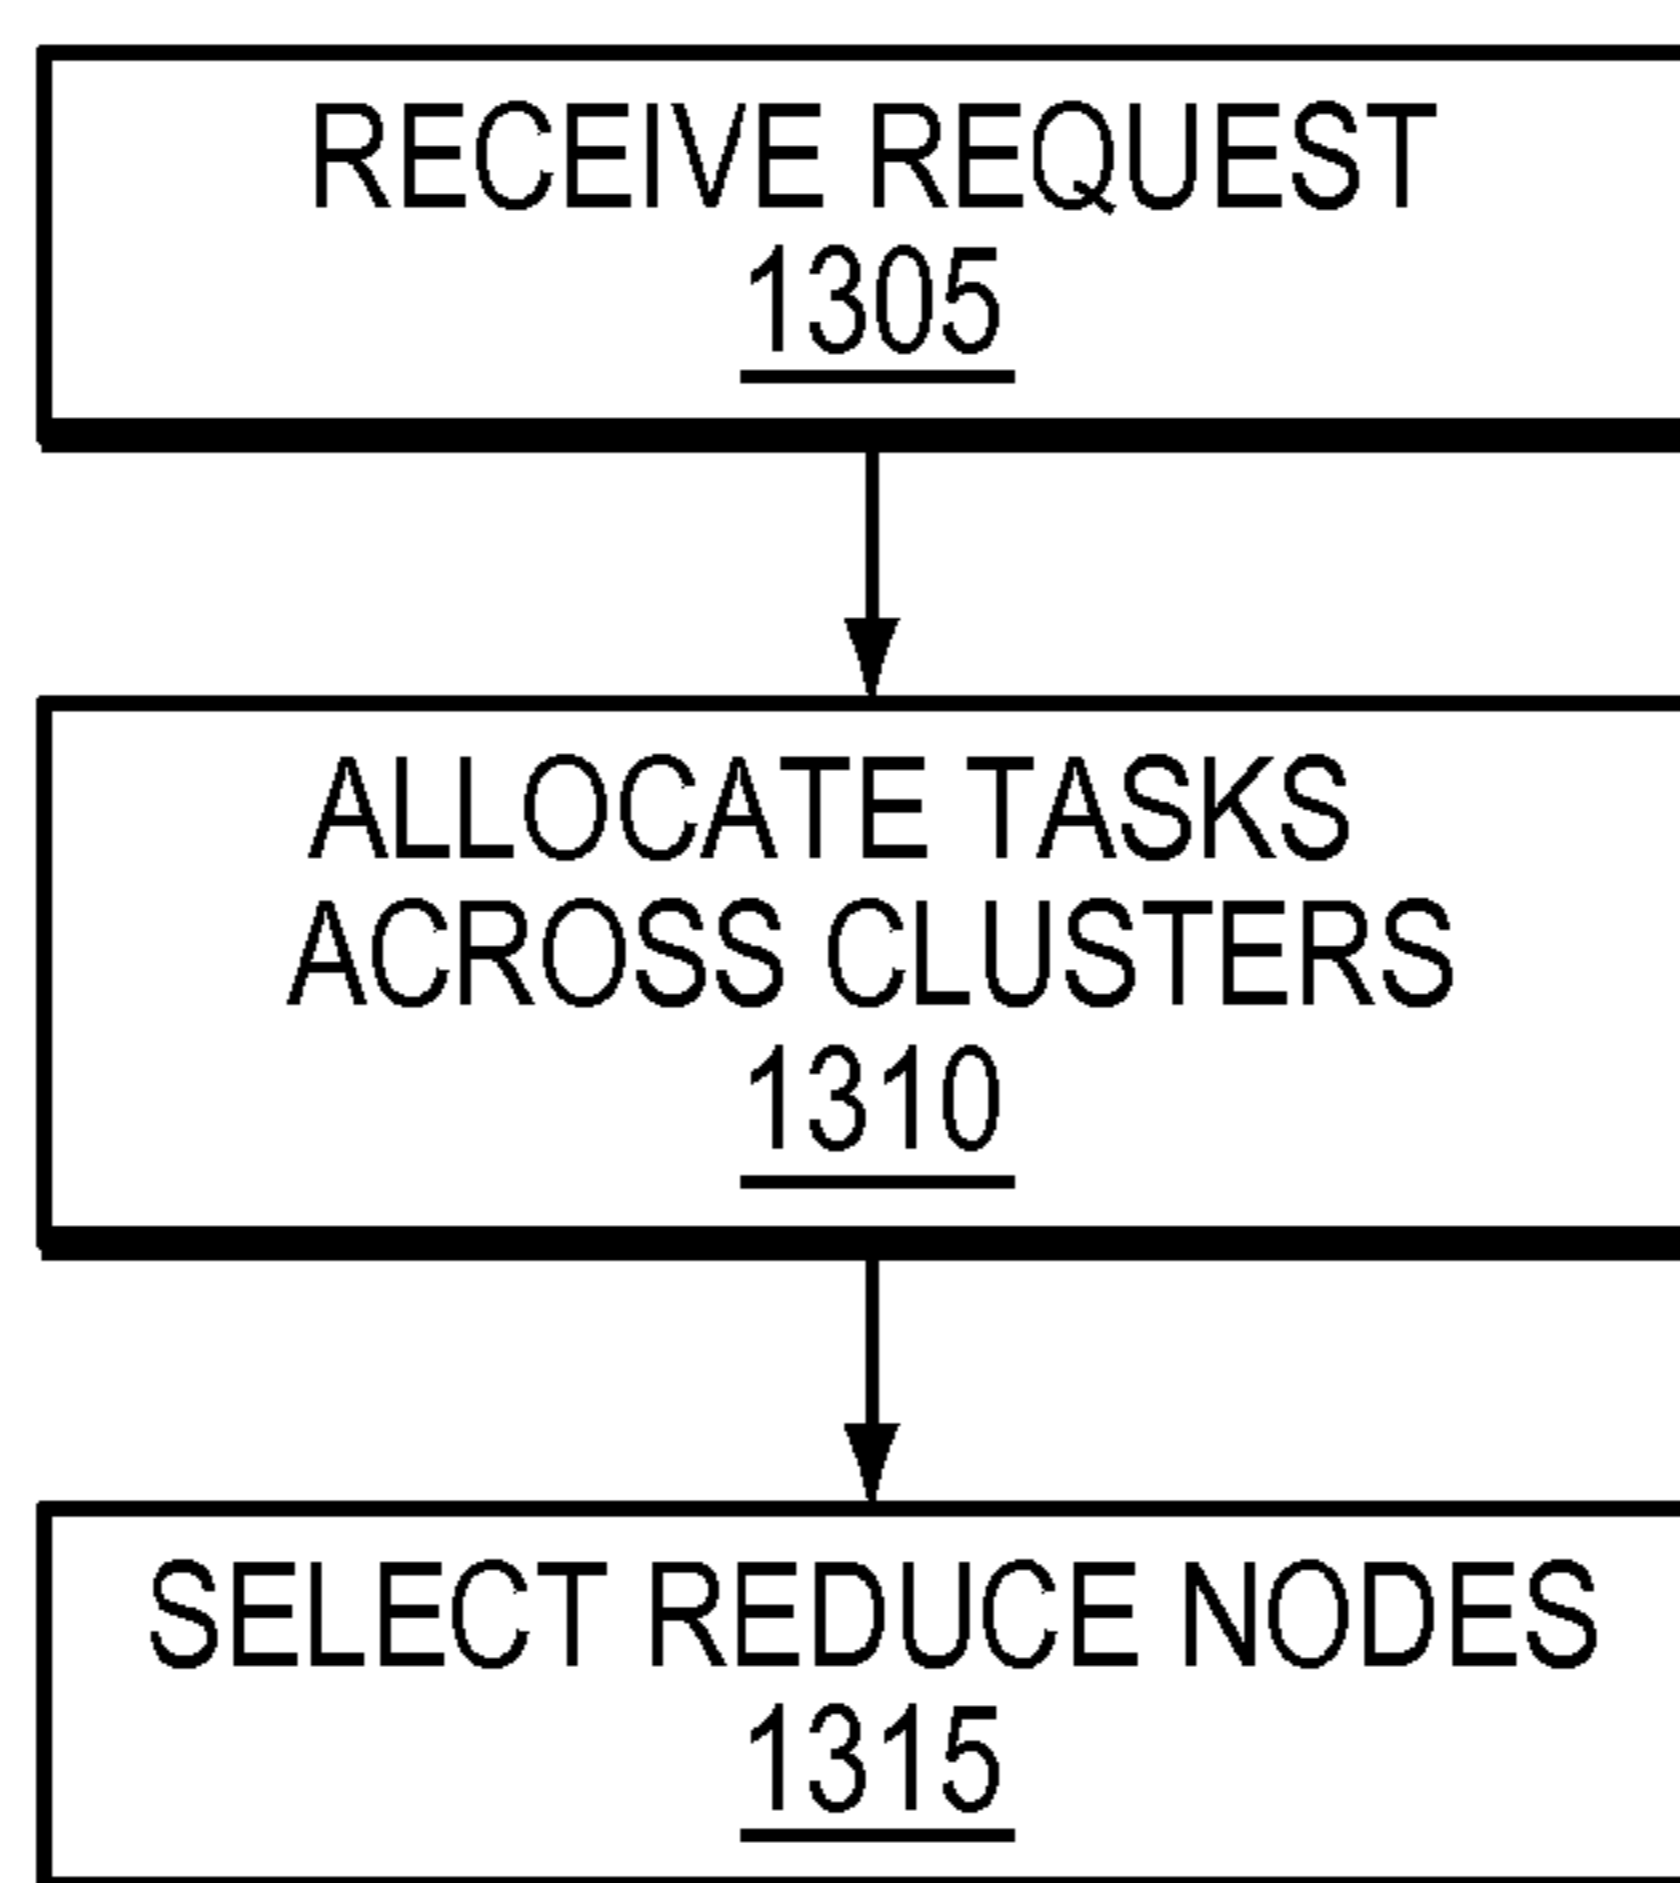 RECEIVE REQUEST
1305
ALLOCATE TASKS
ACROSS CLUSTERS
1310
SELECT REDUCE NODES
1315